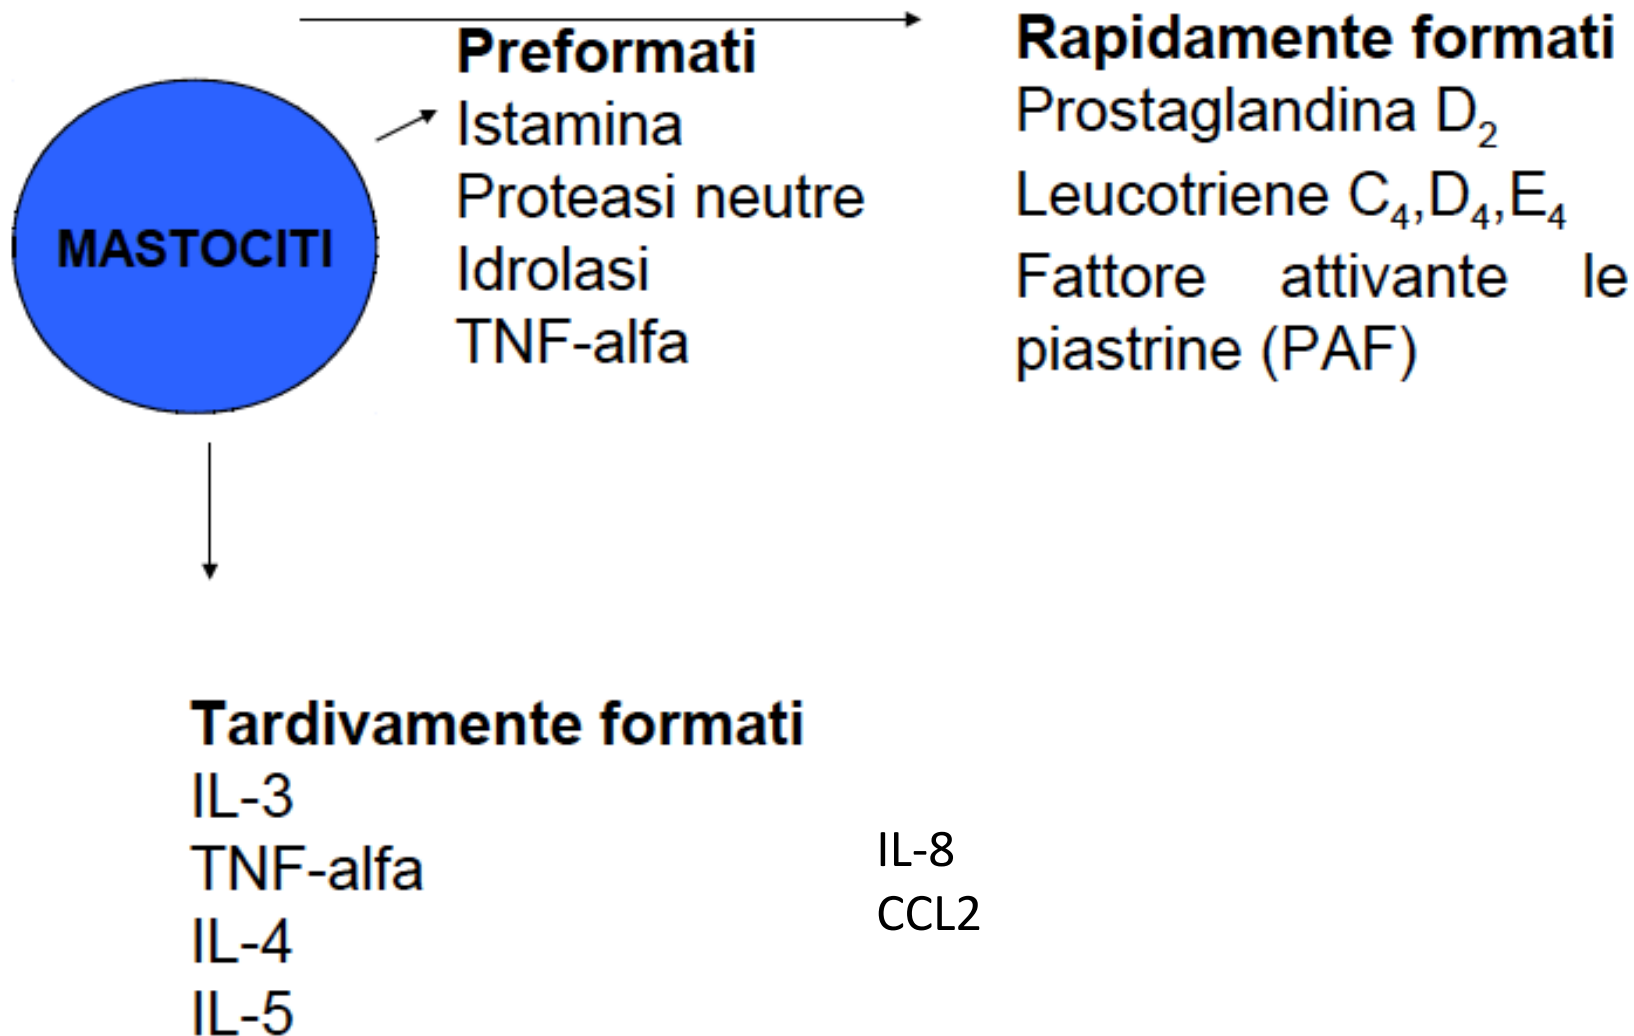 MASTOCITI
Preformati
Istamina
Proteasi neutre
Idrolasi
TNF-alfa
Rapidamente formati
Prostaglandina D₂
Leucotriene C₄,D₄,E₄
Fattore attivante le
piastrine (PAF)
Tardivamente formati
IL-3
TNF-alfa
IL-4
IL-5
IL-8
CCL2